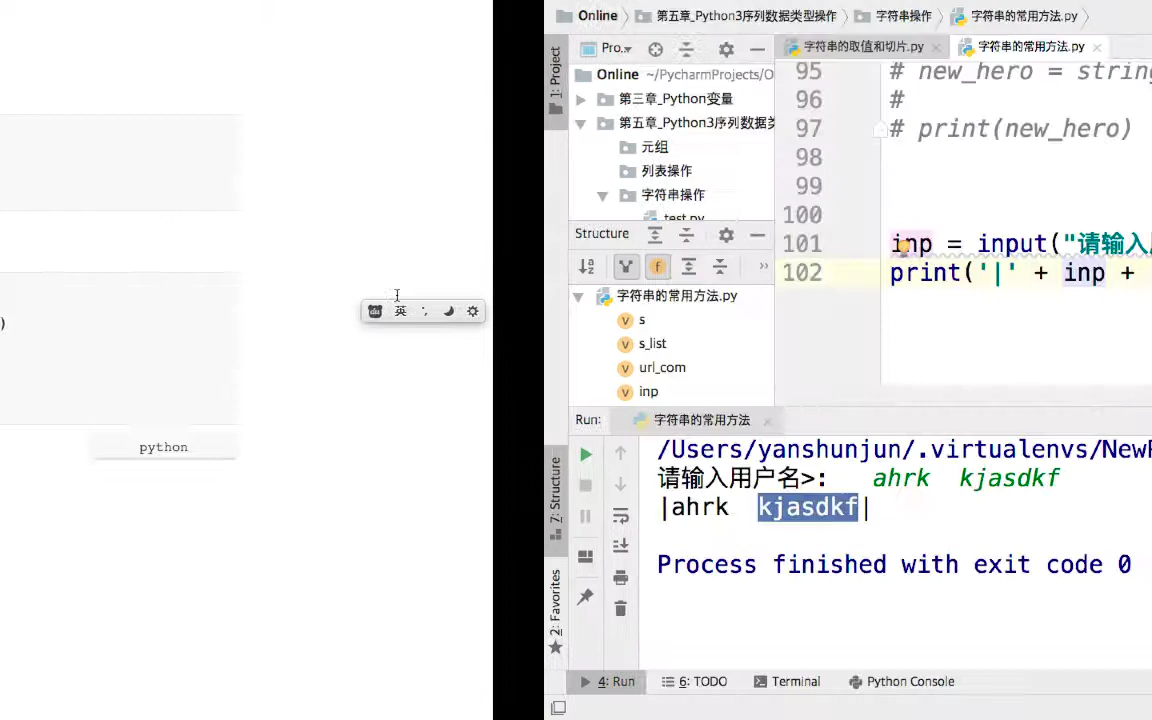 )
英
python
Online 第五章_Python3序列数据类型操作 字符串操作 字符串的常用方法.py
1: Project
Pro...
字符串的取值和切片.py
字符串的常用方法.py
Online ~/PycharmProjects/O
第三章_Python变量
第五章_Python3序列数据类
元组
列表操作
字符串操作
test.py
95 # new_hero = string
96 #
97 # print(new_hero)
98
99
100
101 inp = input("请输入
102 print('|' + inp +
Structure
字符串的常用方法.py
s
s_list
url_com
inp
Run: 字符串的常用方法
7: Structure
2: Favorites
/Users/yanshunjun/.virtualenvs/NewP
请输入用户名>: ahrk kjasdkf
|ahrk kjasdkf|
Process finished with exit code 0
4: Run 6: TODO Terminal Python Console